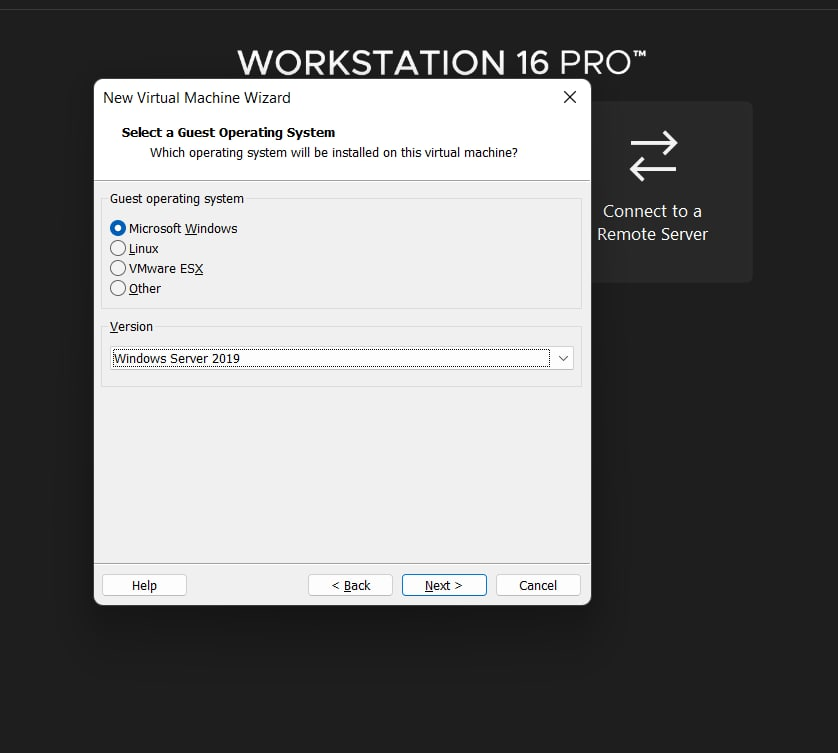 WORKSTATION 16 PRO™
New Virtual Machine Wizard
Select a Guest Operating System
Which operating system will be installed on this virtual machine?
Guest operating system
Microsoft Windows
Linux
VMware ESX
Other
Version
Windows Server 2019
Help
< Back
Next >
Cancel
Connect to a
Remote Server